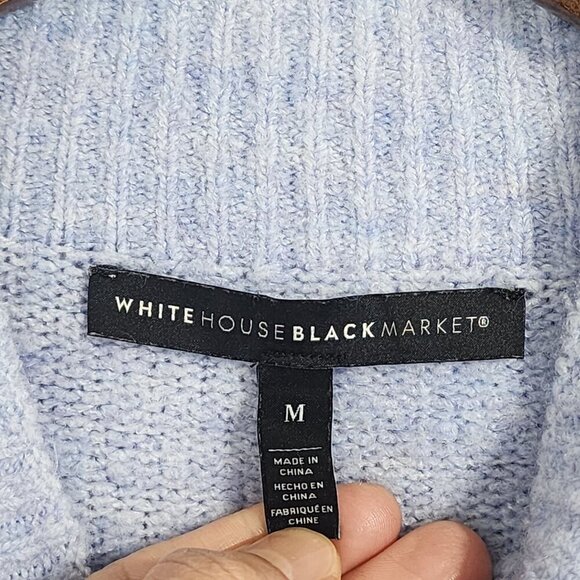 WHITE HOUSE BLACK MARKET®
M
MADE IN
CHINA
HECHO EN
CHINA
FABRIQUÉ EN
CHINE